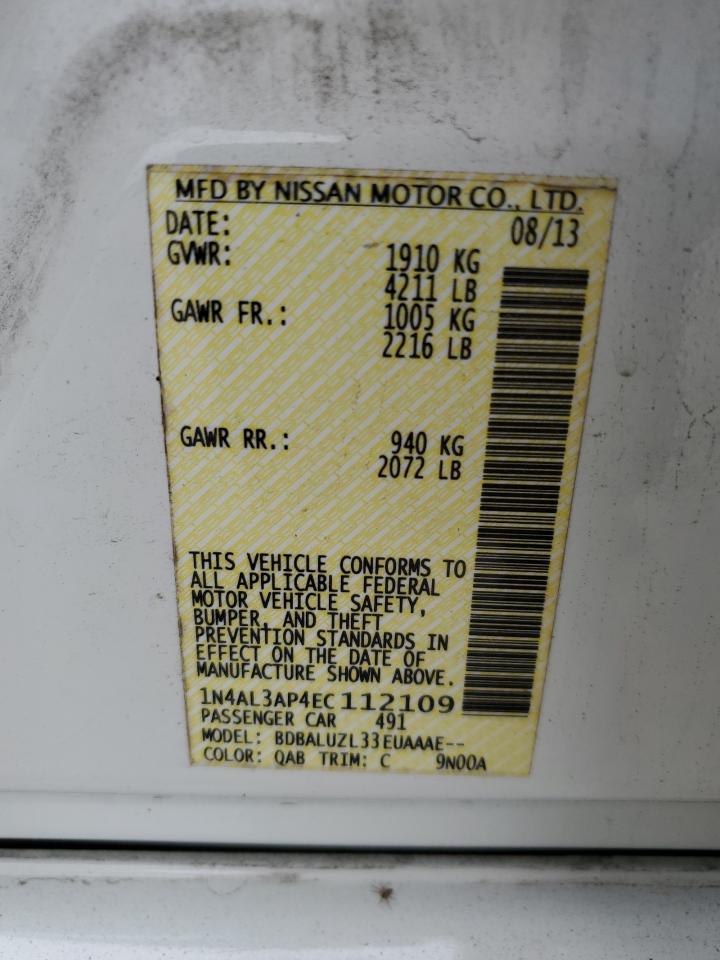 MFD BY NISSAN MOTOR CO., LTD.
DATE: 08/13
GVWR: 1910 KG
4211 LB
GAWR FR.: 1005 KG
2216 LB
GAWR RR.: 940 KG
2072 LB
THIS VEHICLE CONFORMS TO
ALL APPLICABLE FEDERAL
MOTOR VEHICLE SAFETY,
BUMPER, AND THEFT
PREVENTION STANDARDS IN
EFFECT ON THE DATE OF
MANUFACTURE SHOWN ABOVE.
1N4AL3AP4EC112109
PASSENGER CAR 491
MODEL: BDBALUZL33EUAAAE--
COLOR: QAB TRIM: C 9N00A